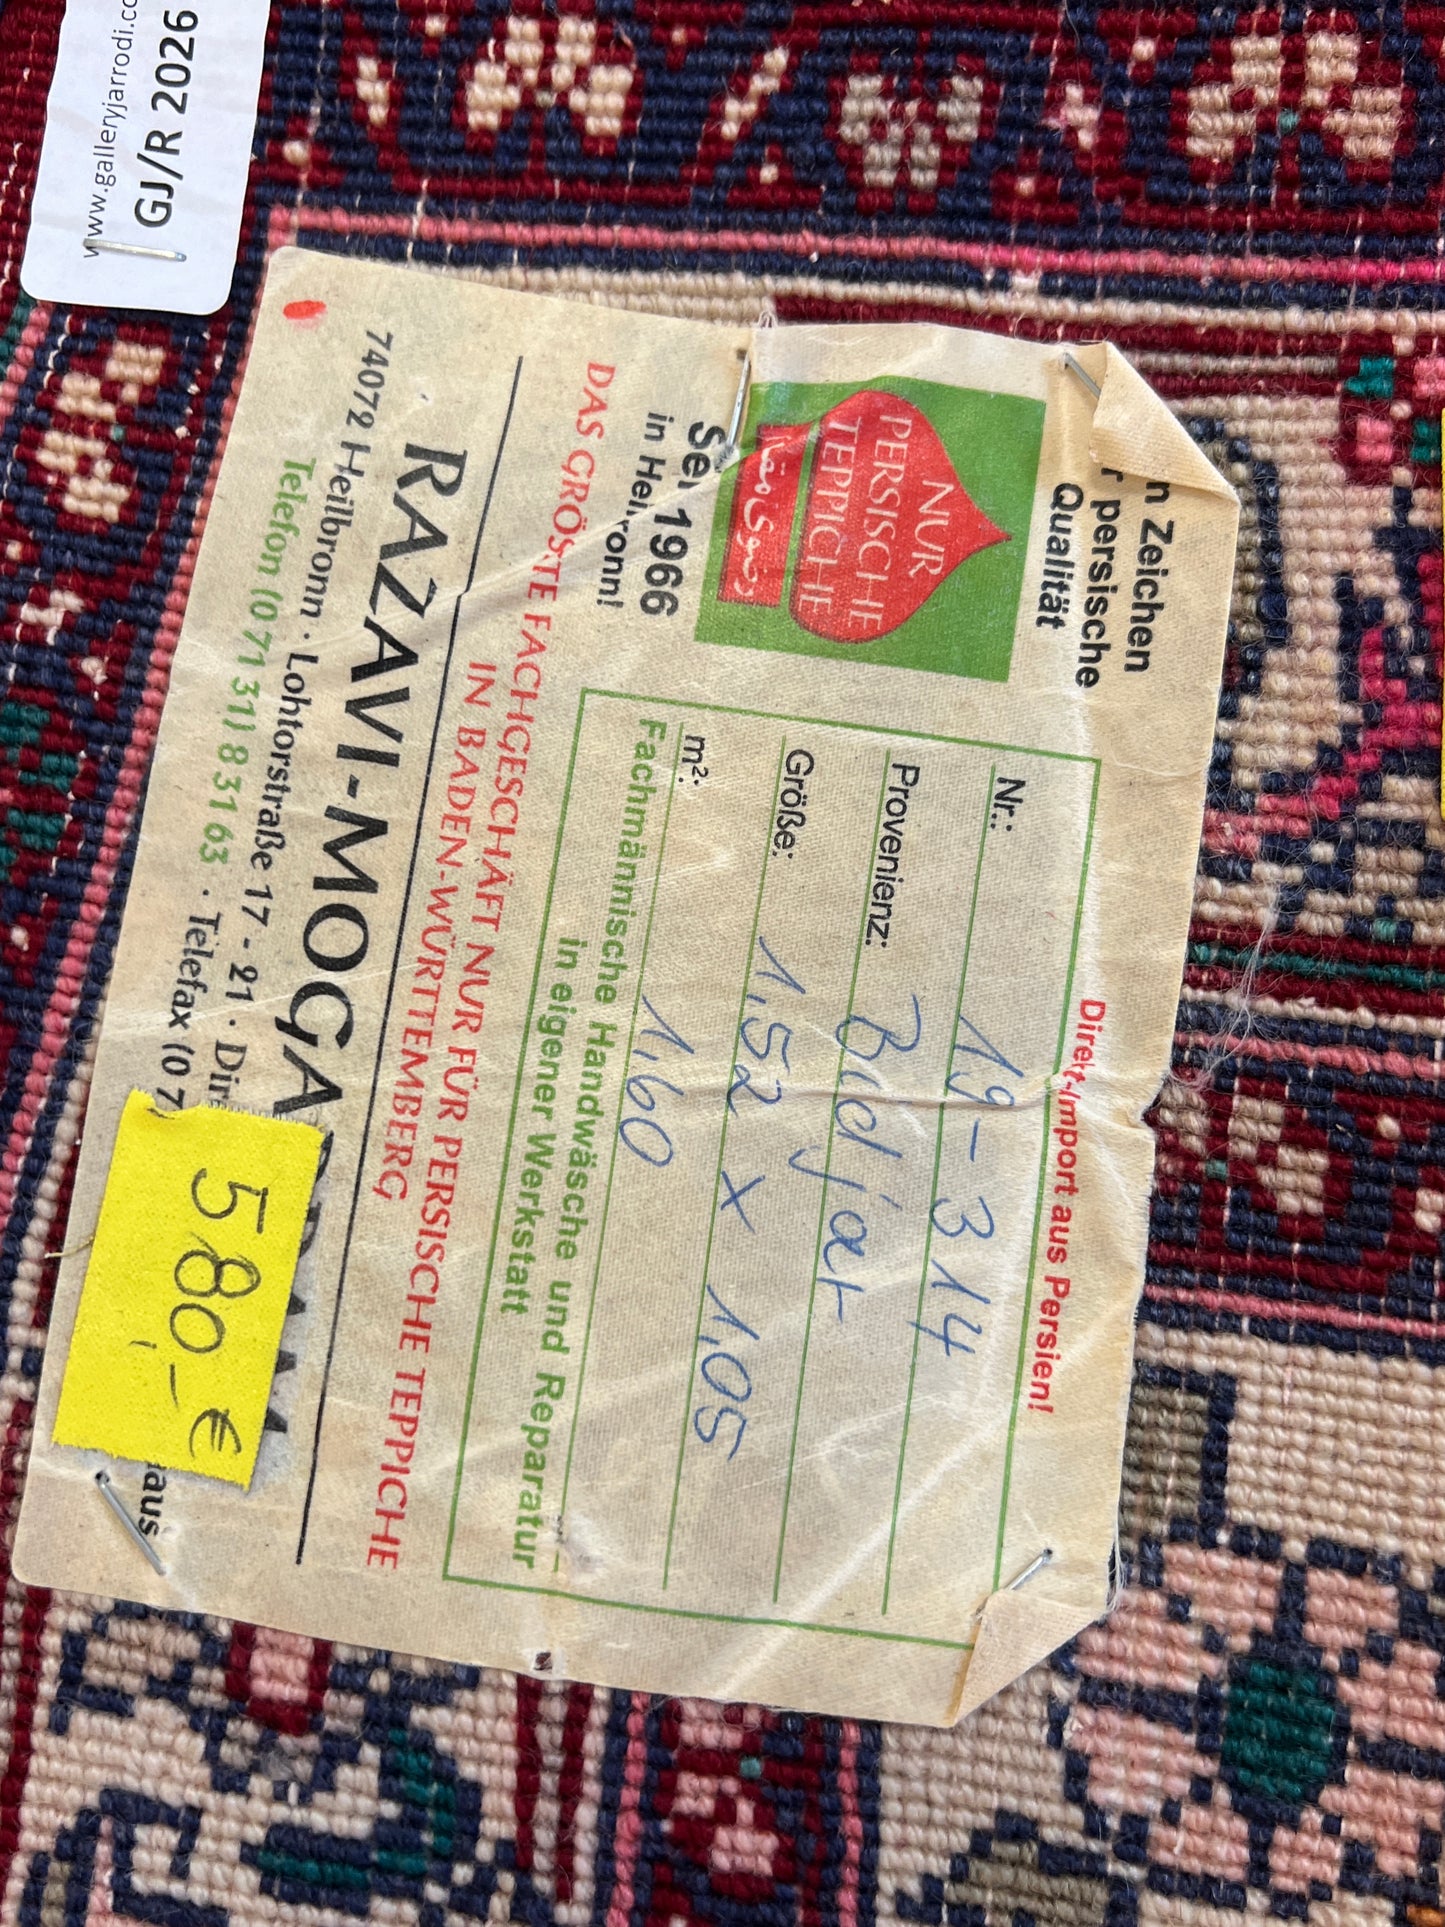 www.galleryjarrodi.co
GJ/R 2026
n Zeichen
r persische
Qualität
NUR
PERSISCHE
TEPPICHE
Seit 1966
in Heilbronn!
Direkt-Import aus Persien!
Nr.: 19-314
Provenienz: Bidjar
Größe: 1,52 x 1,05
m²: 1,60
Fachmännische Handwäsche und Reparatur
in eigener Werkstatt
DAS GRÖSTE FACHGESCHÄFT NUR FÜR PERSISCHE TEPPICHE
IN BADEN-WÜRTTEMBERG
RAZAVI-MOGA
74072 Heilbronn · Lohtorstraße 17 - 21 · Dir
aus
Telefon (0 71 31) 8 31 63 · Telefax (0 7
580,- €